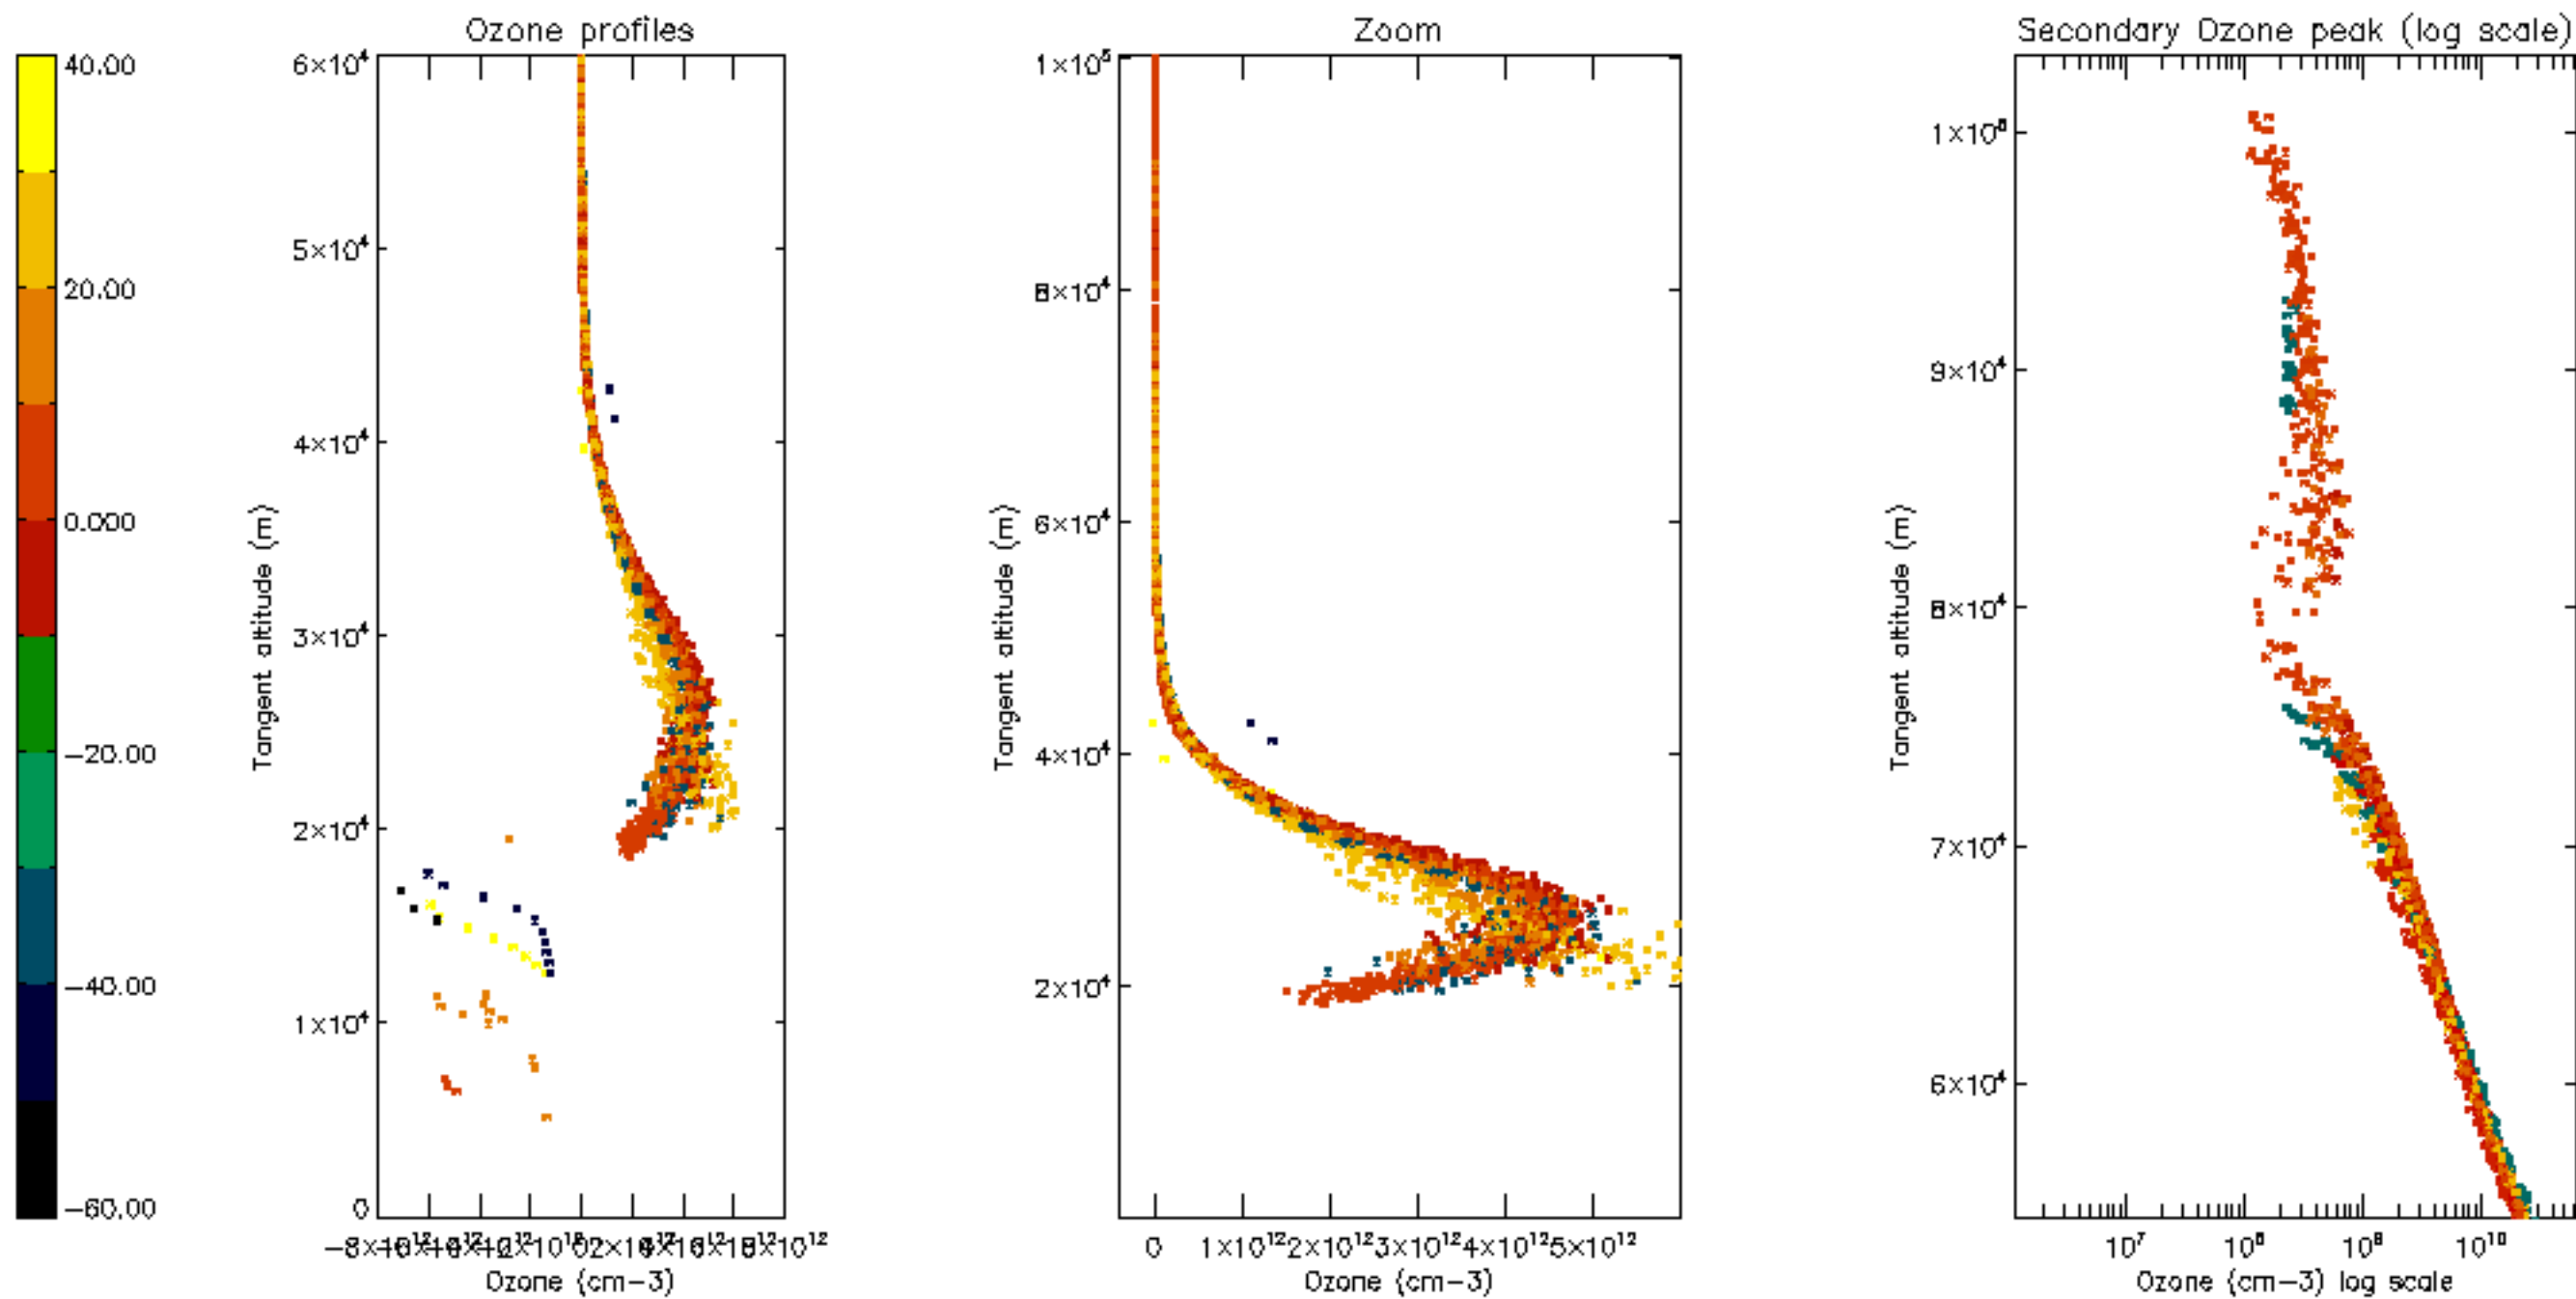 Ozone profiles
Zoom
Secondary Ozone peak (log scale)
40.00
20.00
0.000
−20.00
−40.00
−60.00
6×10⁴
5×10⁴
4×10⁴
3×10⁴
2×10⁴
1×10⁴
0
Tangent altitude (m)
Ozone (cm−3)
1×10⁵
8×10⁴
6×10⁴
4×10⁴
2×10⁴
Tangent altitude (m)
0 1×10¹² 2×10¹² 3×10¹² 4×10¹² 5×10¹²
Ozone (cm−3)
9×10⁴
8×10⁴
7×10⁴
6×10⁴
Tangent altitude (m)
10⁷ 10⁸ 10⁹ 10¹⁰
Ozone (cm−3) log scale